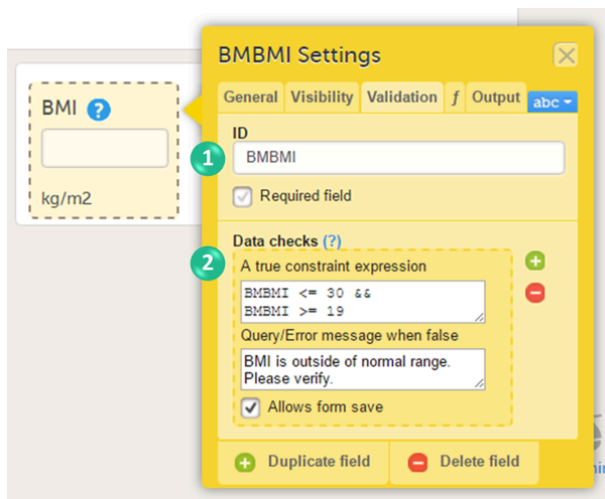 BMBMI Settings
General Visibility Validation f Output abc
BMI ?
ID
1 BMBMI
Required field
kg/m2
Data checks (?)
2
A true constraint expression
BMBMI <= 30 &&
BMBMI >= 19
Query/Error message when false
BMI is outside of normal range.
Please verify.
Allows form save
Duplicate field Delete field